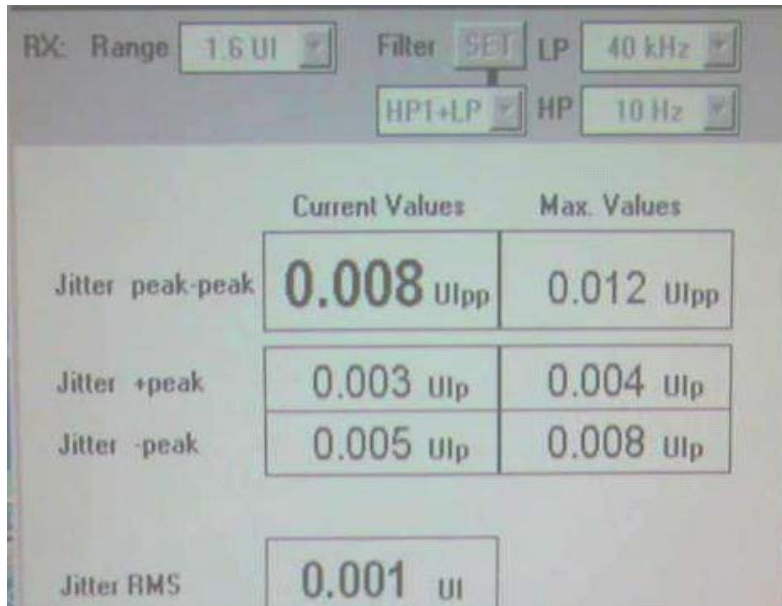 RX: Range 1.6 UI Filter SET LP 40 kHz
HP1+LP HP 10 Hz
Current Values Max. Values
Jitter peak-peak 0.008 UIpp 0.012 UIpp
Jitter +peak 0.003 UIp 0.004 UIp
Jitter -peak 0.005 UIp 0.008 UIp
Jitter RMS 0.001 UI